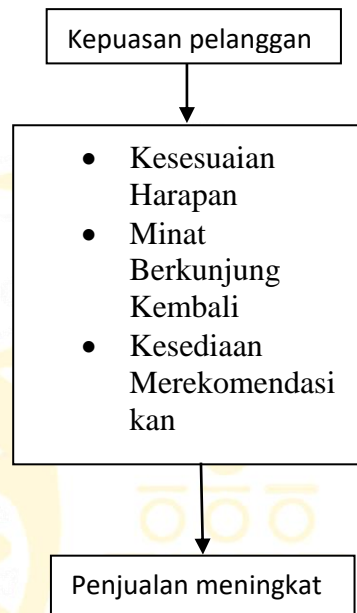 Kepuasan pelanggan
• Kesesuaian
Harapan
• Minat
Berkunjung
Kembali
• Kesediaan
Merekomendasi
kan
Penjualan meningkat